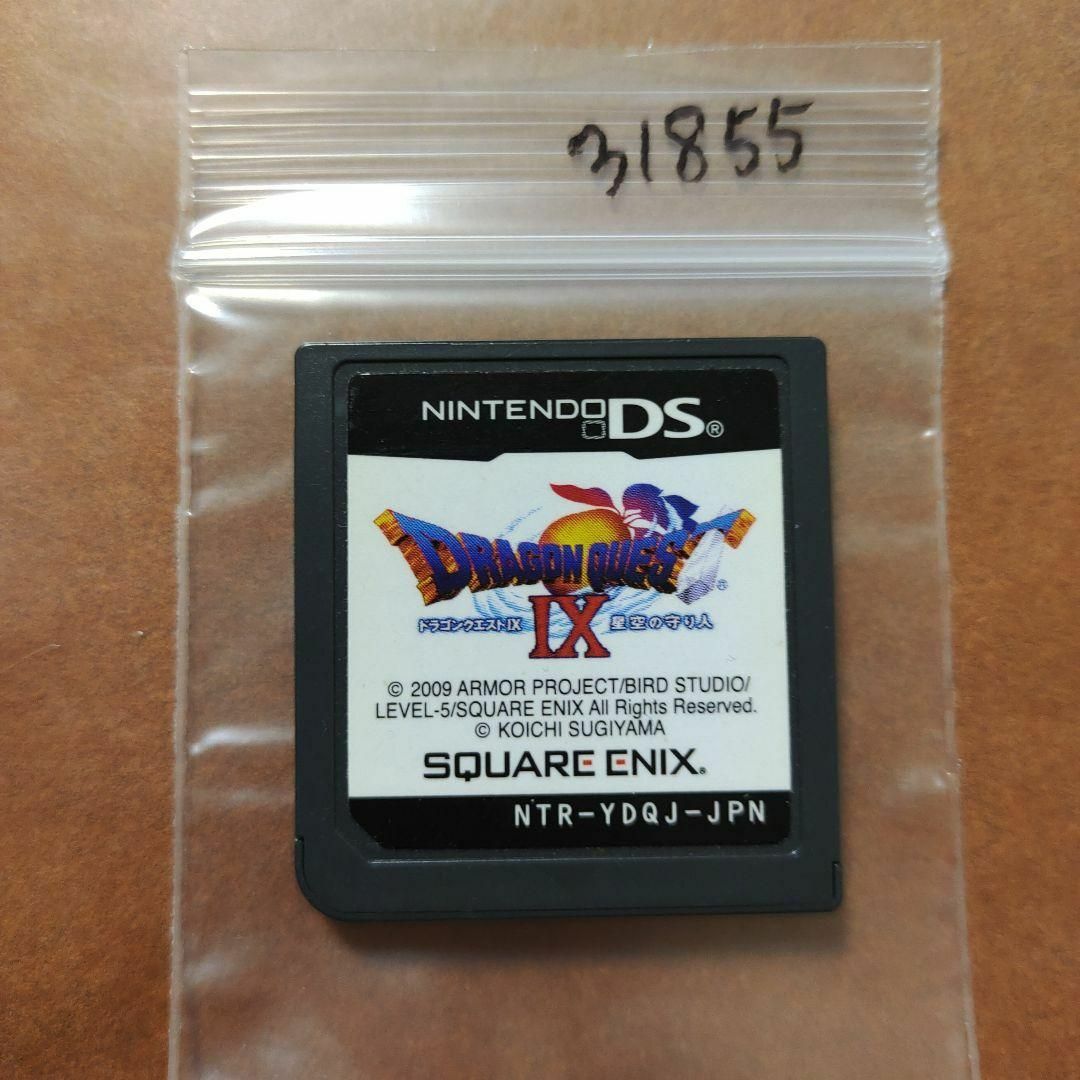 31855
NINTENDO DS®
DRAGON QUEST®
IX
ドラゴンクエストIX 星空の守り人
© 2009 ARMOR PROJECT/BIRD STUDIO/
LEVEL-5/SQUARE ENIX All Rights Reserved.
© KOICHI SUGIYAMA
SQUARE ENIX®
NTR-YDQJ-JPN